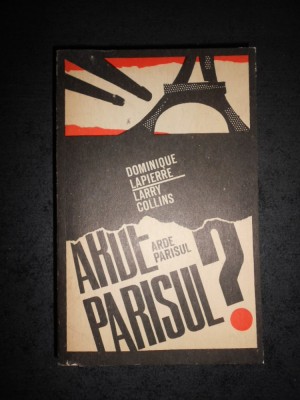 DOMINIQUE
LAPIERRE
LARRY
COLLINS
ARDE
ARDE
PARISUL
PARISUL?